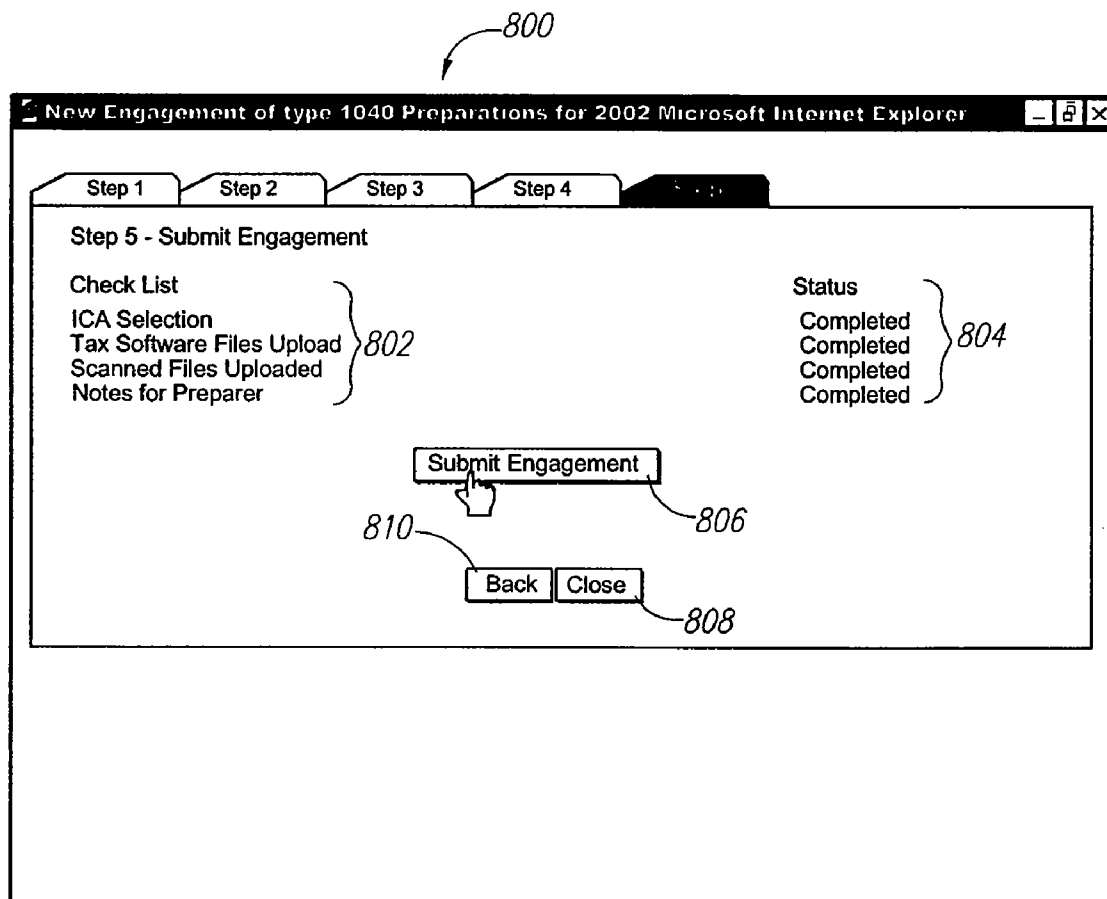 800
New Engagement of type 1040 Preparations for 2002 Microsoft Internet Explorer
Step 1 Step 2 Step 3 Step 4
Step 5 - Submit Engagement
Check List Status
ICA Selection Completed
Tax Software Files Upload 802 Completed 804
Scanned Files Uploaded Completed
Notes for Preparer Completed
Submit Engagement
806
810
Back Close
808